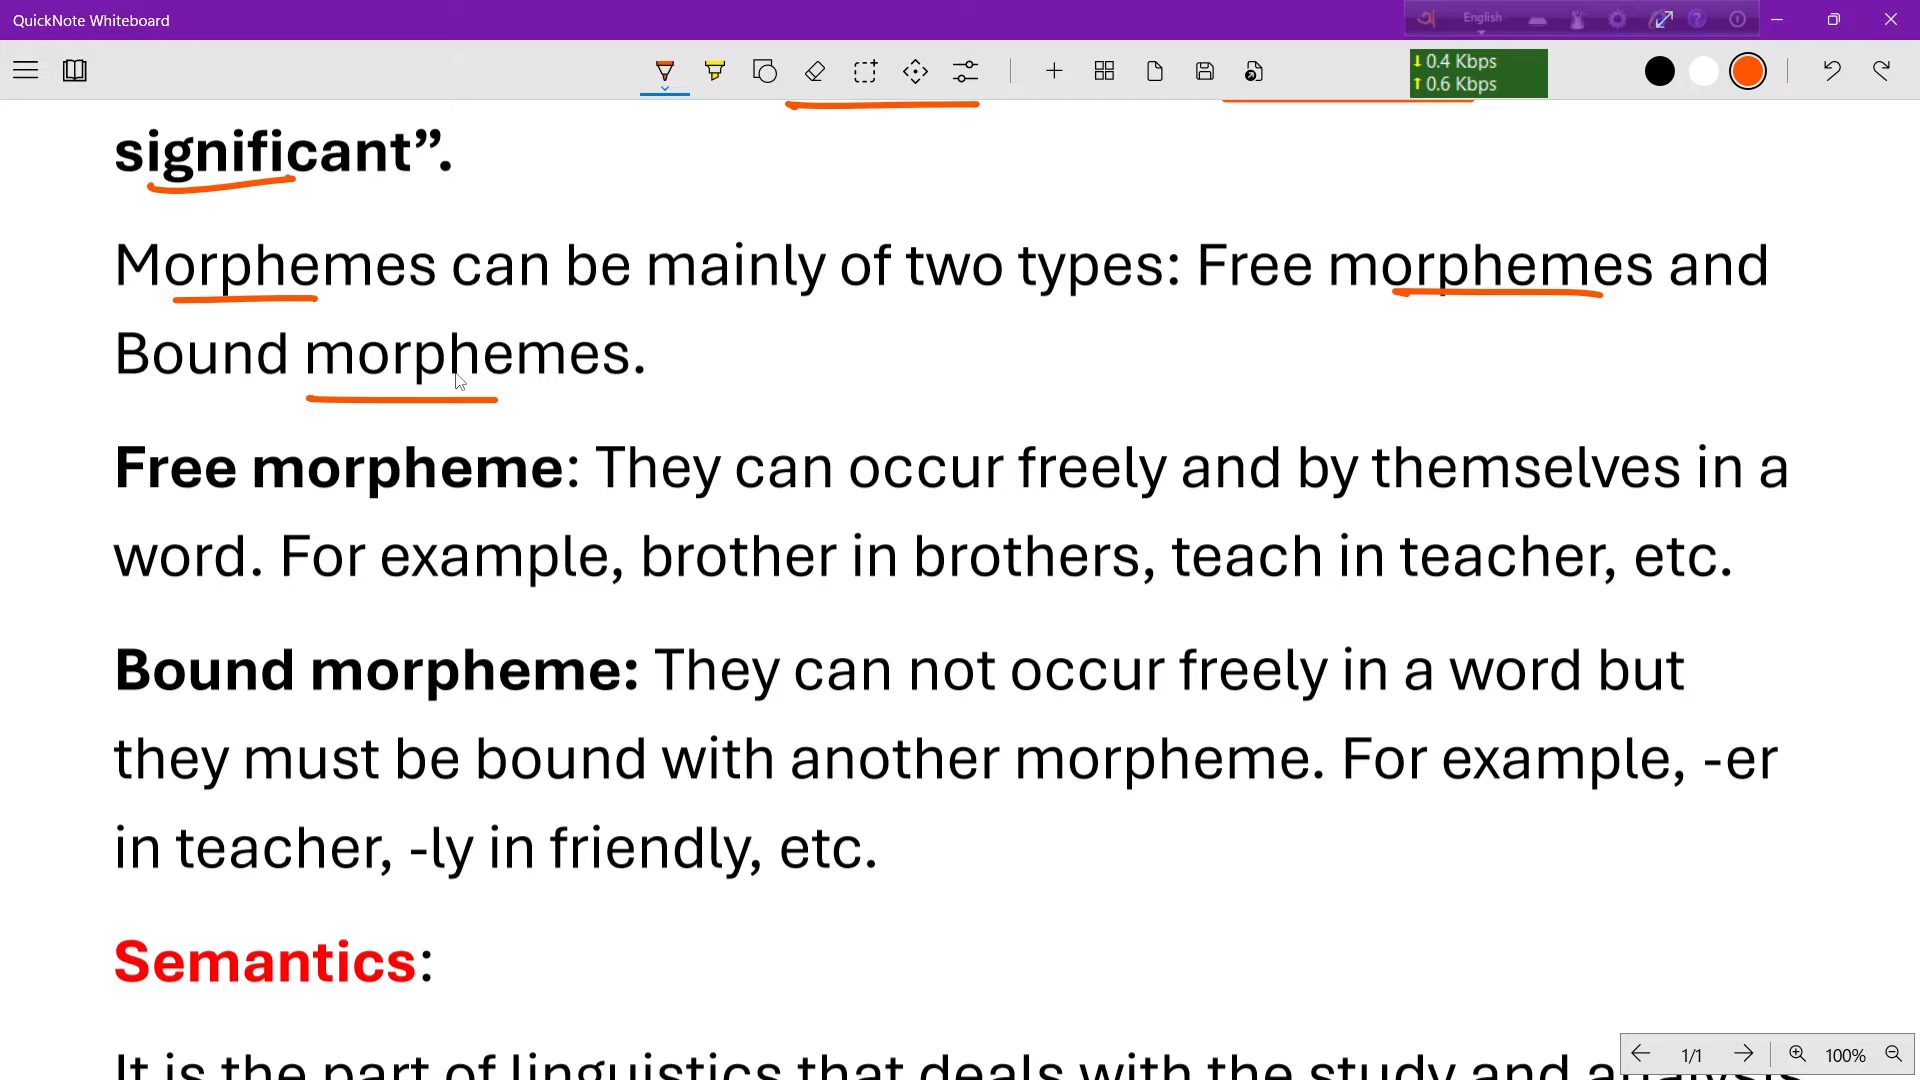 QuickNote Whiteboard
English
0.4 Kbps
0.6 Kbps
significant”.
Morphemes can be mainly of two types: Free morphemes and
Bound morphemes.
Free morpheme: They can occur freely and by themselves in a
word. For example, brother in brothers, teach in teacher, etc.
Bound morpheme: They can not occur freely in a word but
they must be bound with another morpheme. For example, -er
in teacher, -ly in friendly, etc.
Semantics:
It is the part of linguistics that deals with the study and analysis
1/1
100%